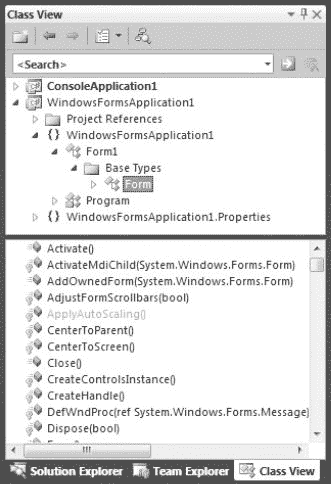 Class View
<Search>
ConsoleApplication1
WindowsFormsApplication1
Project References
{} WindowsFormsApplication1
Form1
Base Types
Form
Program
{} WindowsFormsApplication1.Properties
Activate()
ActivateMdiChild(System.Windows.Forms.Form)
AddOwnedForm(System.Windows.Forms.Form)
AdjustFormScrollbars(bool)
ApplyAutoScaling()
CenterToParent()
CenterToScreen()
Close()
CreateControlsInstance()
CreateHandle()
DefWndProc(ref System.Windows.Forms.Message)
Dispose(bool)
Solution Explorer Team Explorer Class View